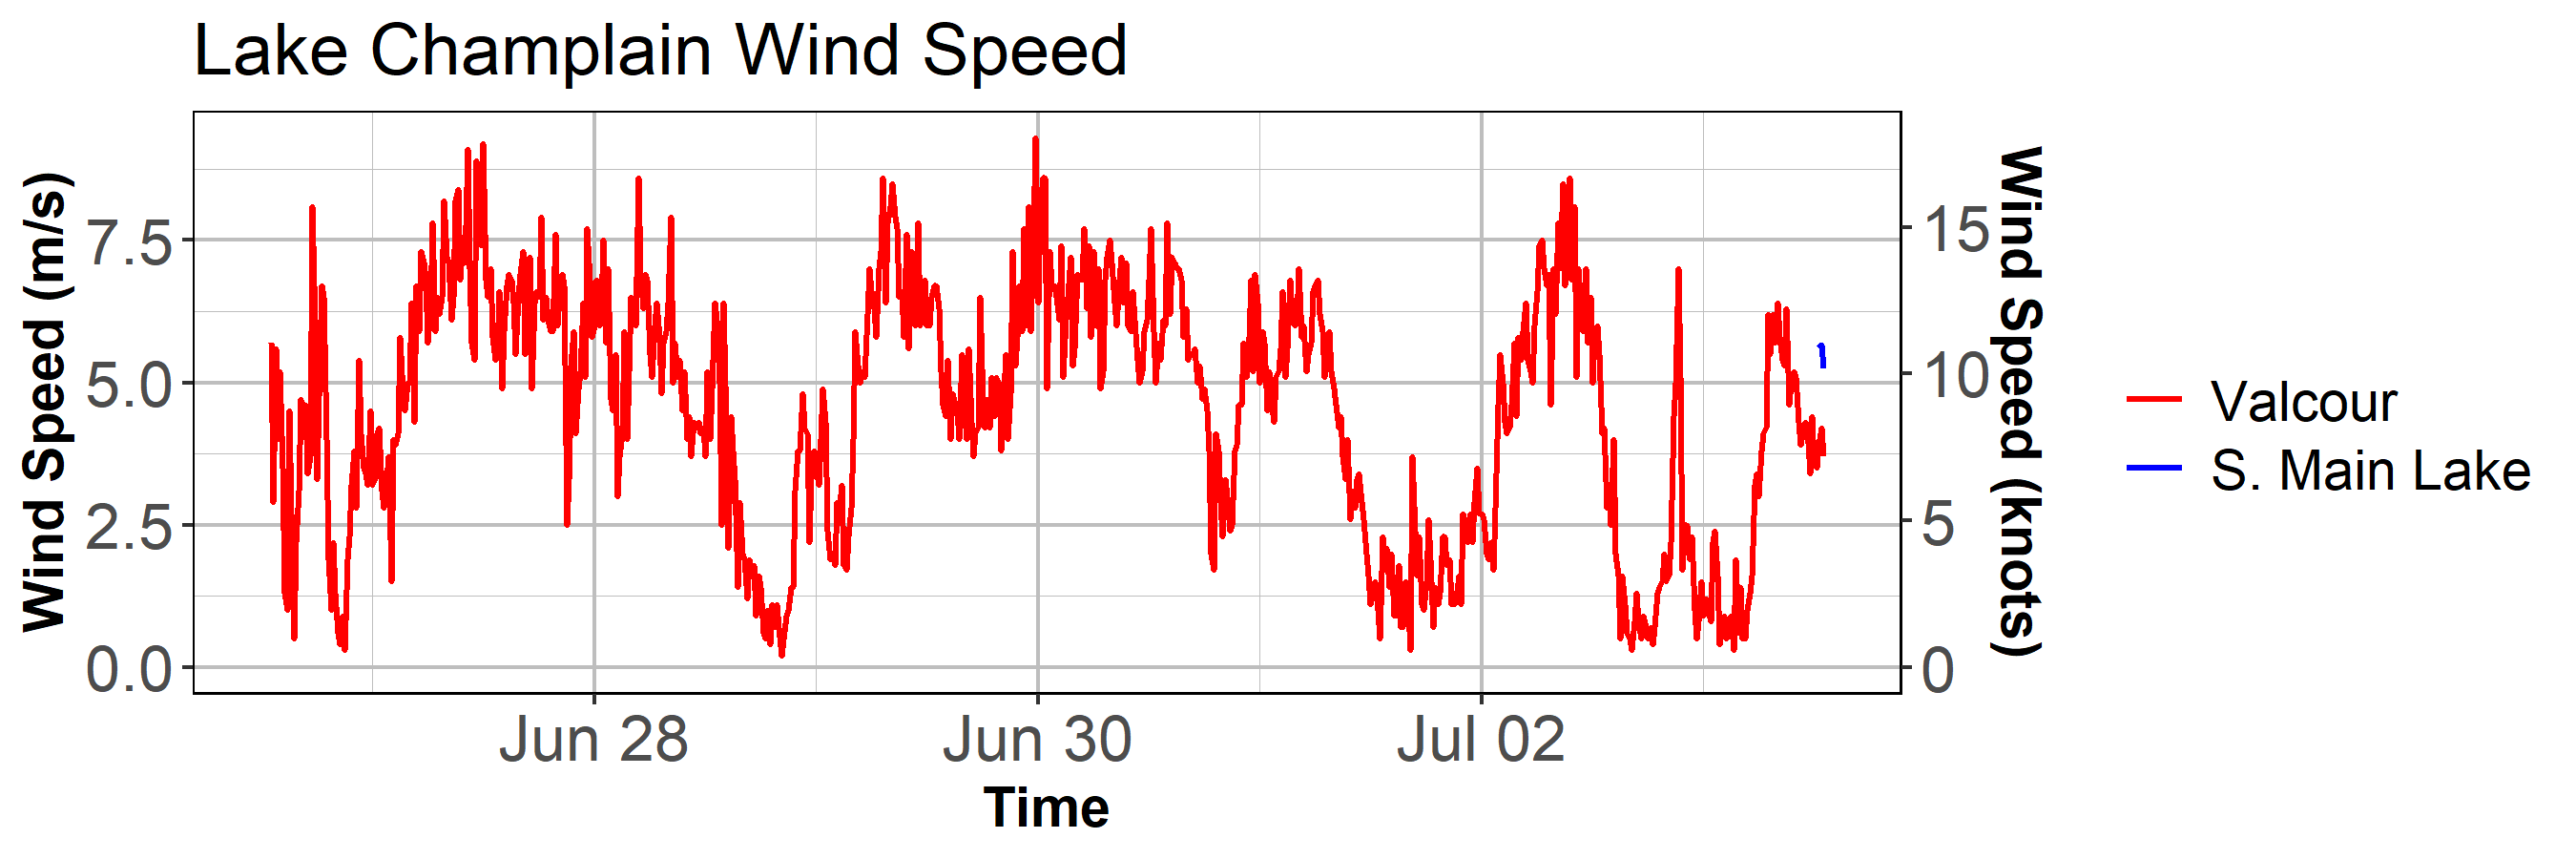 Lake Champlain Wind Speed
Wind Speed (m/s)
7.5
5.0
2.5
0.0
15
10
5
0
Wind Speed (knots)
Jun 28
Jun 30
Jul 02
Time
Valcour
S. Main Lake